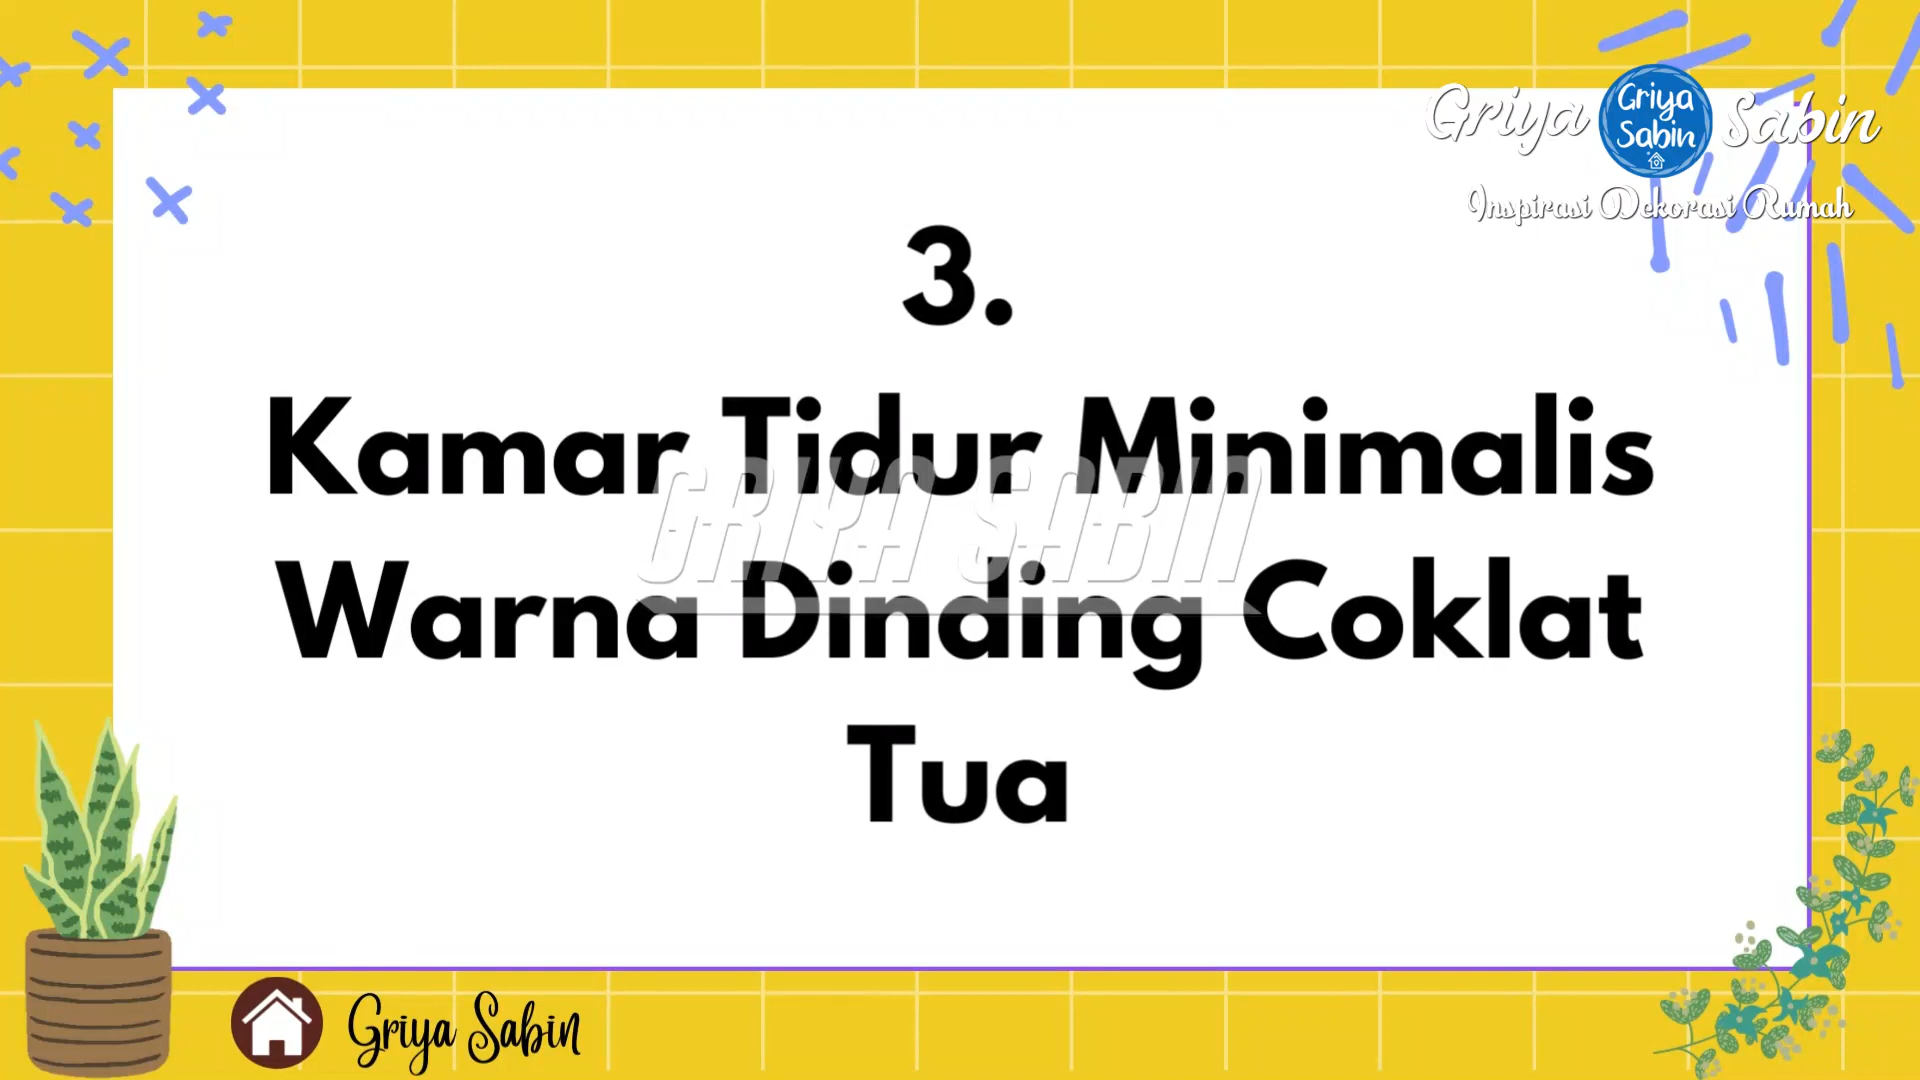 Griya Sabin
Griya
Sabin
Inspirasi Dekorasi Rumah
3.
Kamar Tidur Minimalis
GRIYA SABIN
Warna Dinding Coklat
Tua
Griya Sabin